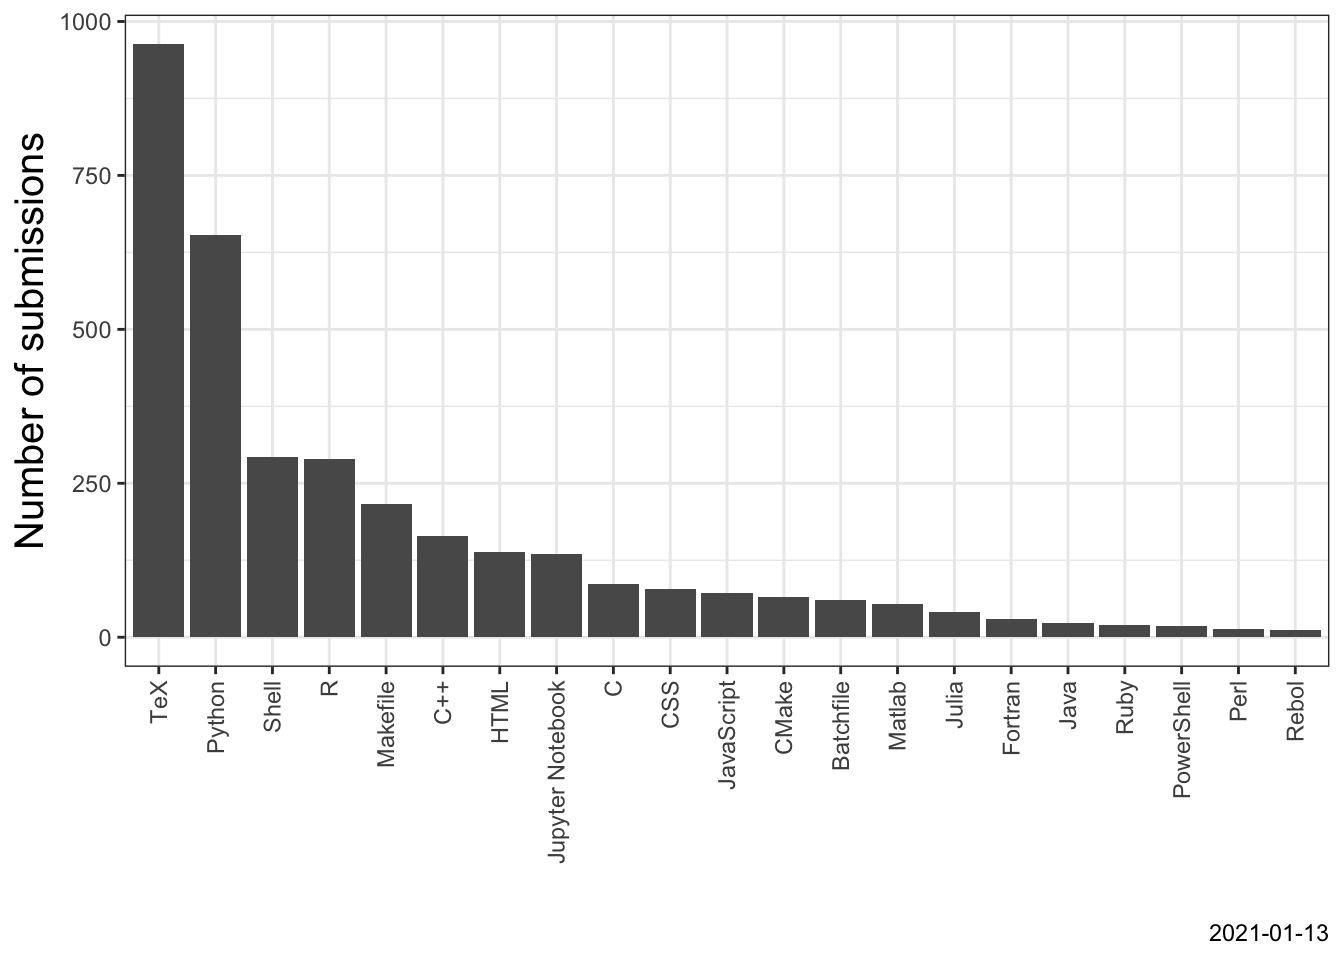 Number of submissions
1000
750
500
250
0
TeX
Python
Shell
R
Makefile
C++
HTML
Jupyter Notebook
C
CSS
JavaScript
CMake
Batchfile
Matlab
Julia
Fortran
Java
Ruby
PowerShell
Perl
Rebol
2021-01-13